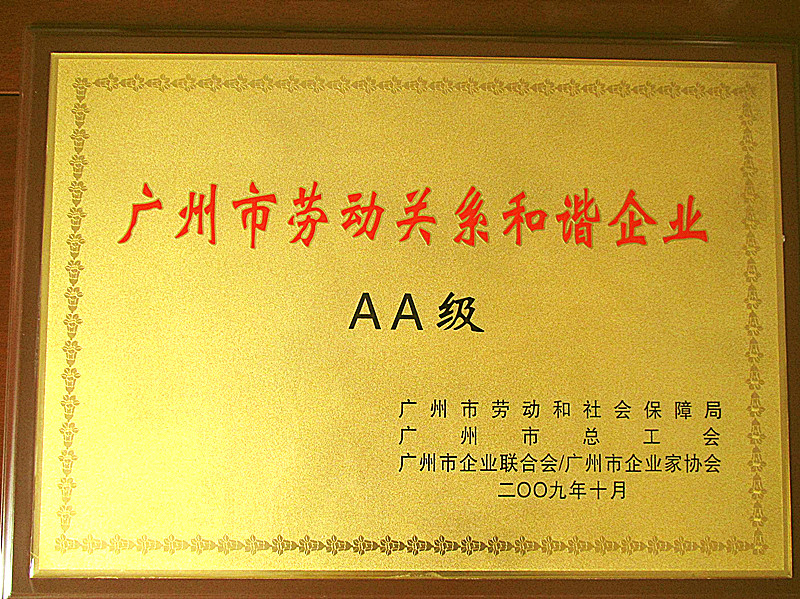 广州市劳动关系和谐企业
AA级
广州市劳动和社会保障局
广州市总工会
广州市企业联合会/广州市企业家协会
二OO九年十月